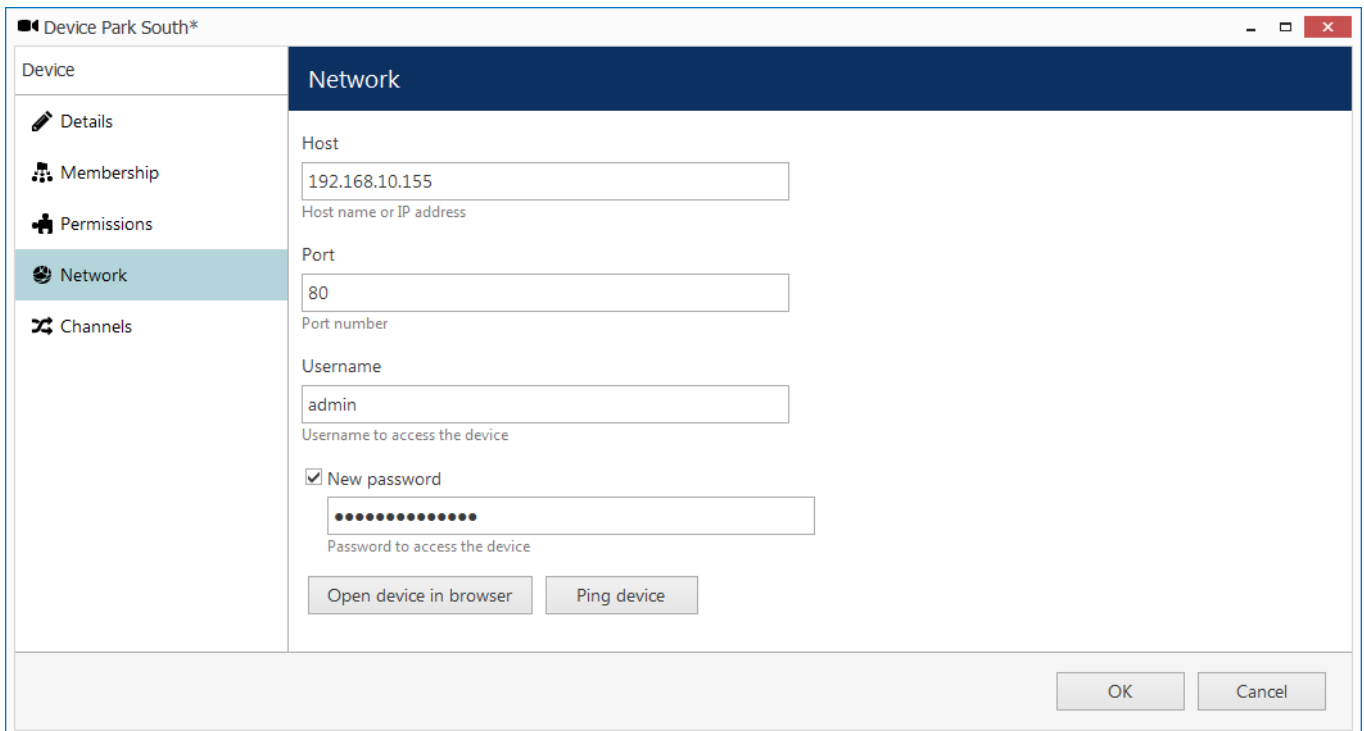 Device Park South*
Device
Details
Membership
Permissions
Network
Channels
Network
Host
192.168.10.155
Host name or IP address
Port
80
Port number
Username
admin
Username to access the device
New password
••••••••••••••
Password to access the device
Open device in browser Ping device
OK Cancel